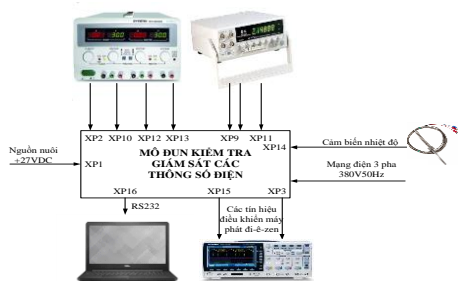 XP2 XP10 XP12 XP13 XP9 XP11
XP14
Nguồn nuôi
+27VDC
XP1
MÔ ĐUN KIỂM TRA
GIÁM SÁT CÁC
THÔNG SỐ ĐIỆN
Cảm biến nhiệt độ
Mạng điện 3 pha
380V50Hz
XP16 XP15 XP3
RS232
Các tín hiệu
điều khiển máy
phát đi-ê-zen